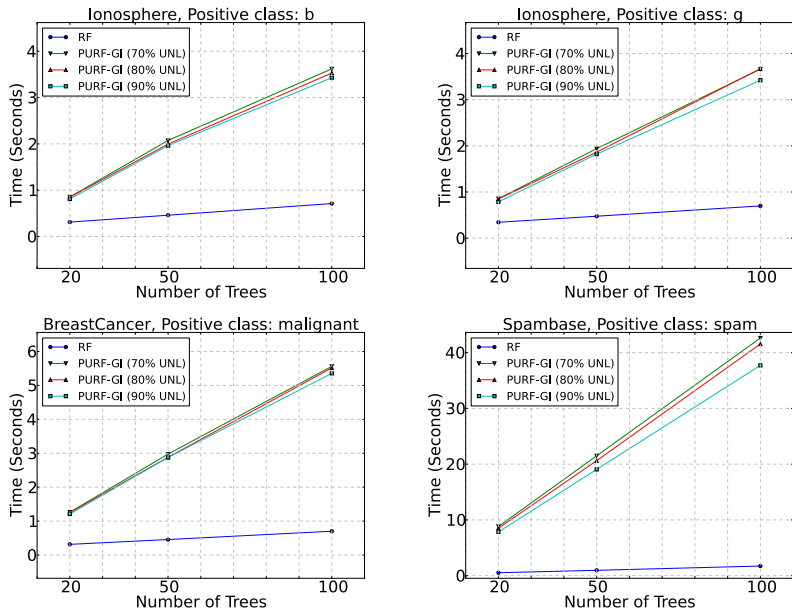 Ionosphere, Positive class: b
RF
PURF-GI (70% UNL)
PURF-GI (80% UNL)
PURF-GI (90% UNL)
Time (Seconds)
4
3
2
1
0
20 50 100
Number of Trees
Ionosphere, Positive class: g
RF
PURF-GI (70% UNL)
PURF-GI (80% UNL)
PURF-GI (90% UNL)
Time (Seconds)
4
3
2
1
0
20 50 100
Number of Trees
BreastCancer, Positive class: malignant
RF
PURF-GI (70% UNL)
PURF-GI (80% UNL)
PURF-GI (90% UNL)
Time (Seconds)
6
5
4
3
2
1
0
20 50 100
Number of Trees
Spambase, Positive class: spam
RF
PURF-GI (70% UNL)
PURF-GI (80% UNL)
PURF-GI (90% UNL)
Time (Seconds)
40
30
20
10
0
20 50 100
Number of Trees